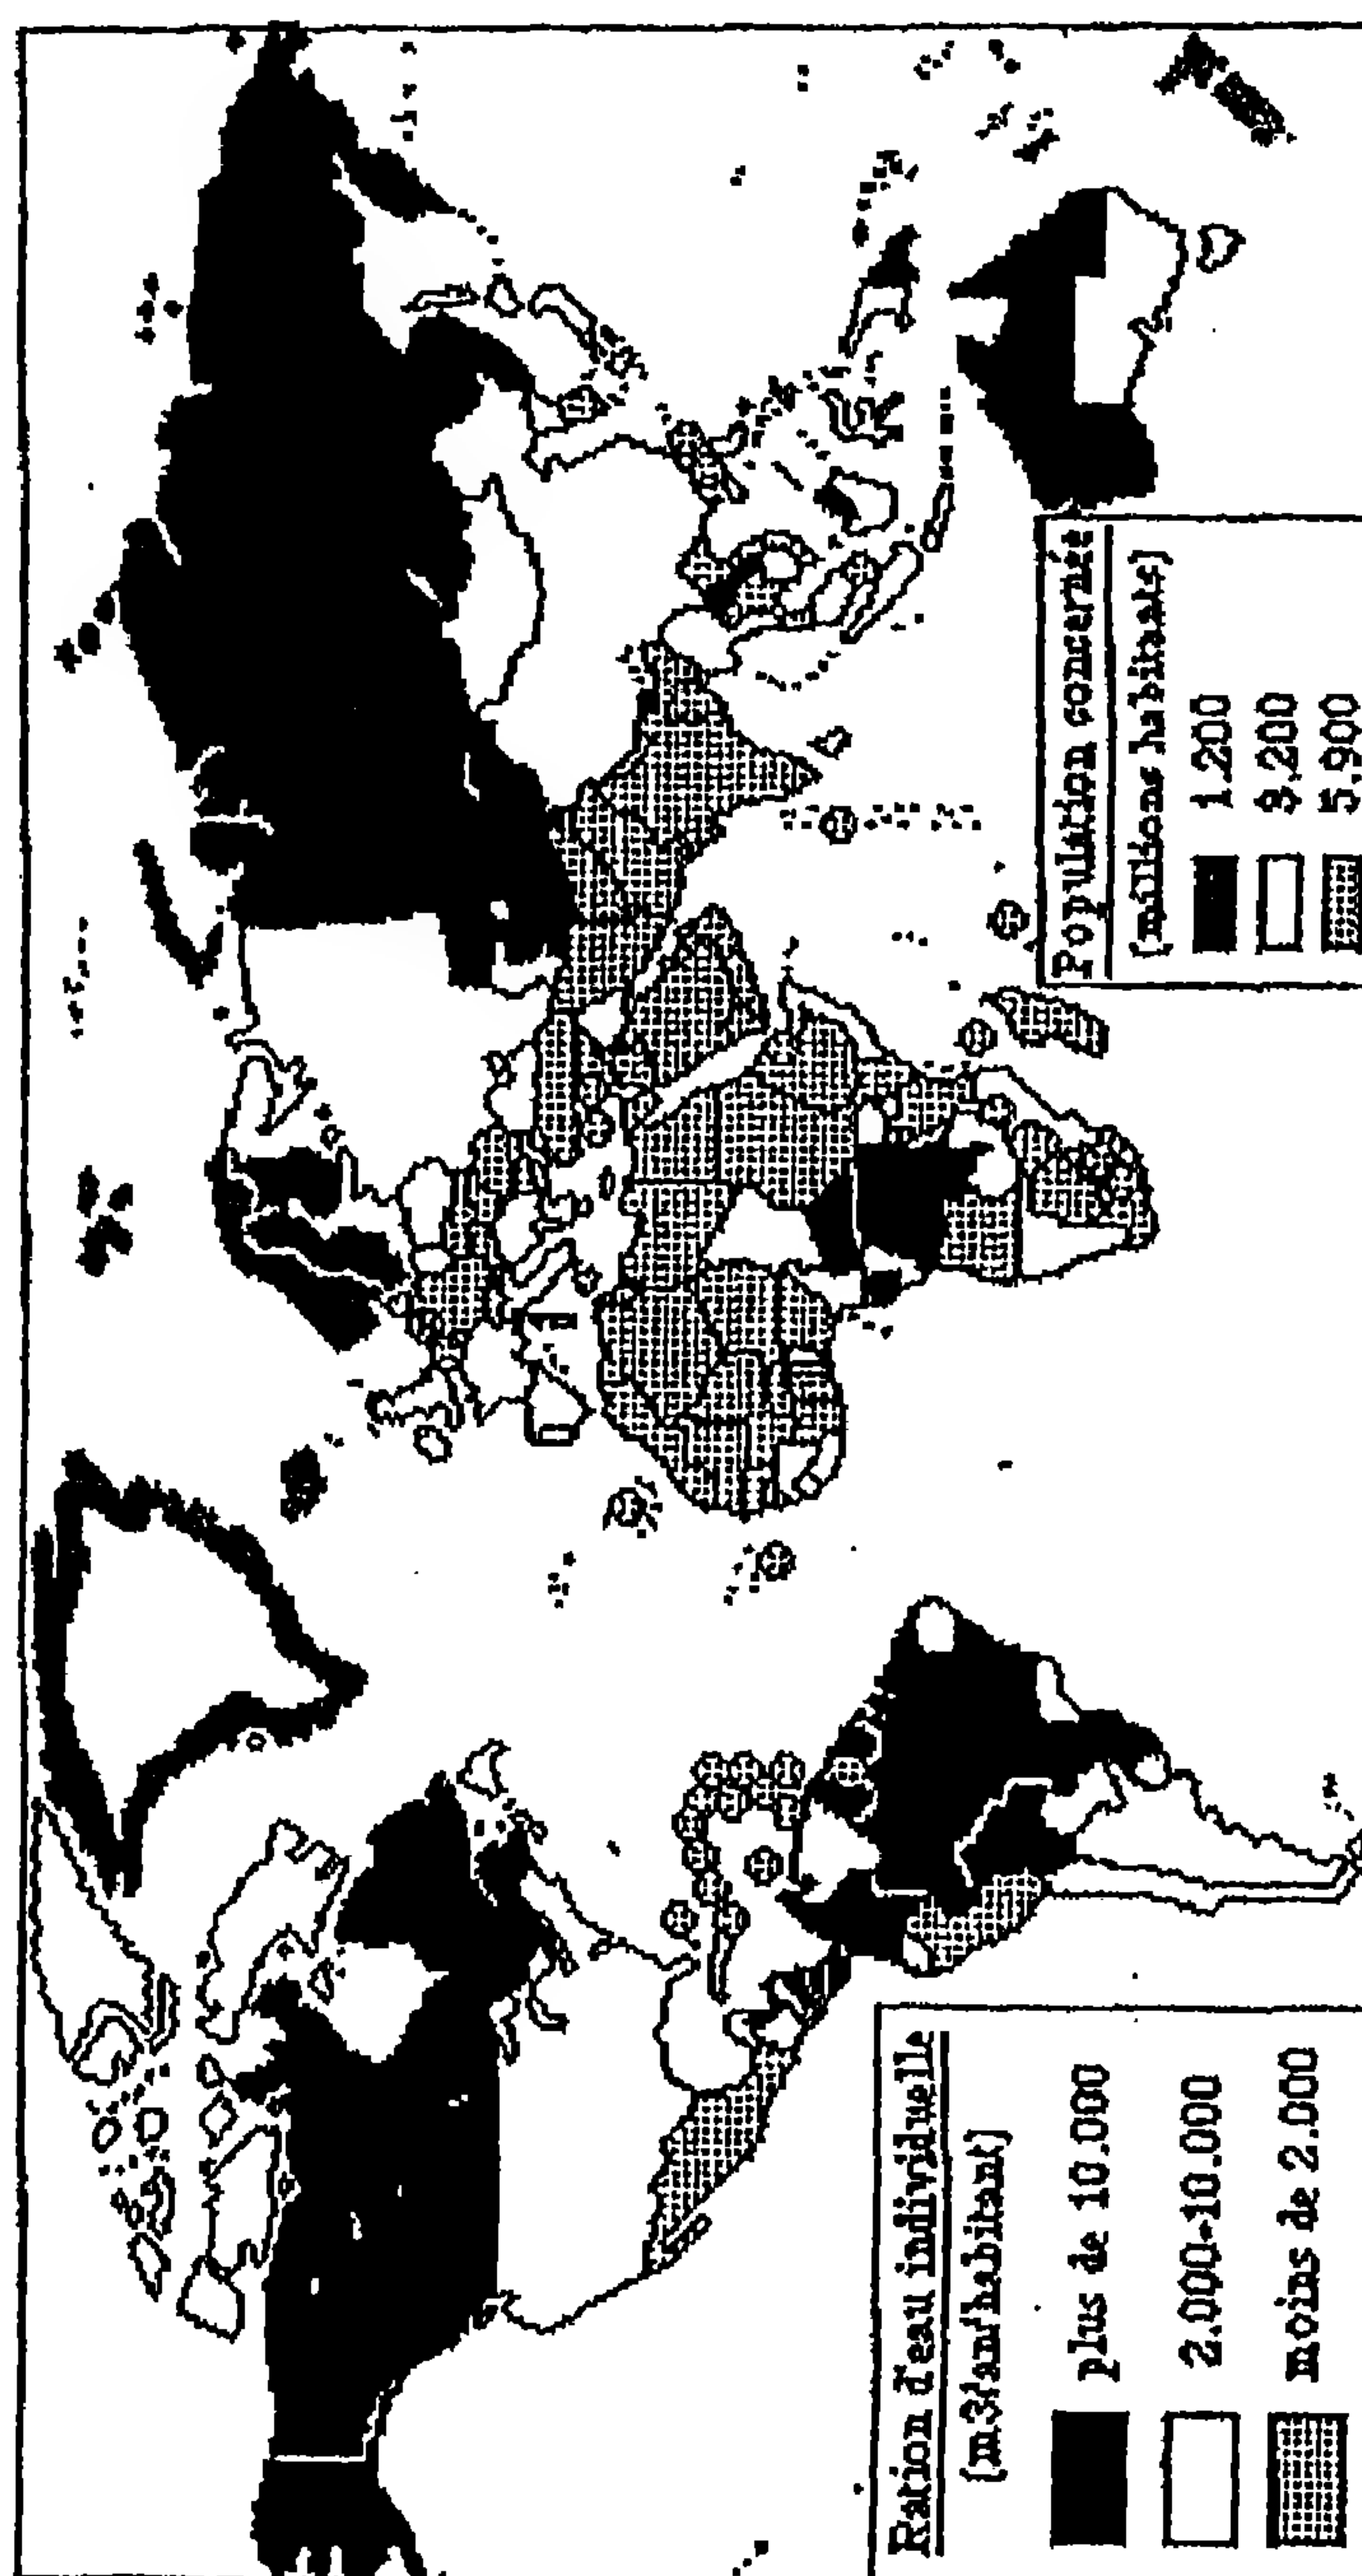 Ration d'eau individuelle
(m3/an/habitant)
plus de 10.000
2.000-10.000
moins de 2.000
Population concernée
(millions habitants)
1.200
3.200
5.900